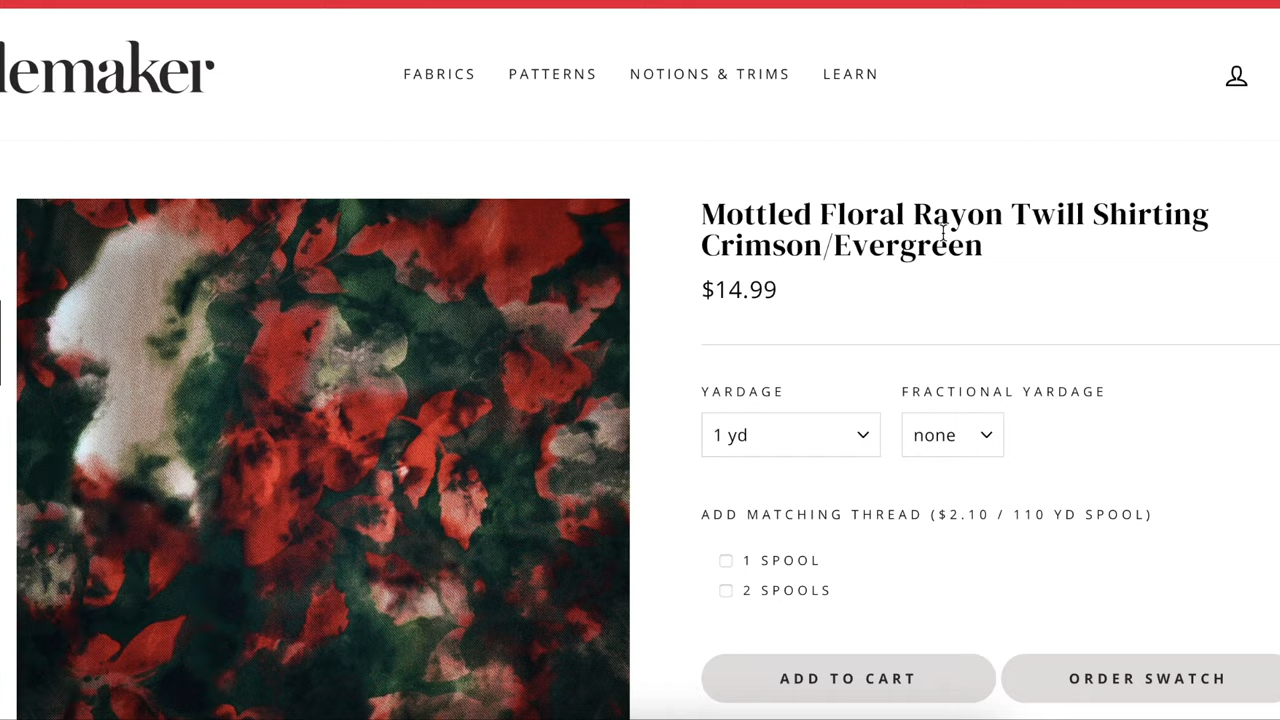 lemaker
FABRICS PATTERNS NOTIONS & TRIMS LEARN
Mottled Floral Rayon Twill Shirting
Crimson/Evergreen
$14.99
YARDAGE FRACTIONAL YARDAGE
1 yd none
ADD MATCHING THREAD ($2.10 / 110 YD SPOOL)
1 SPOOL
2 SPOOLS
ADD TO CART ORDER SWATCH